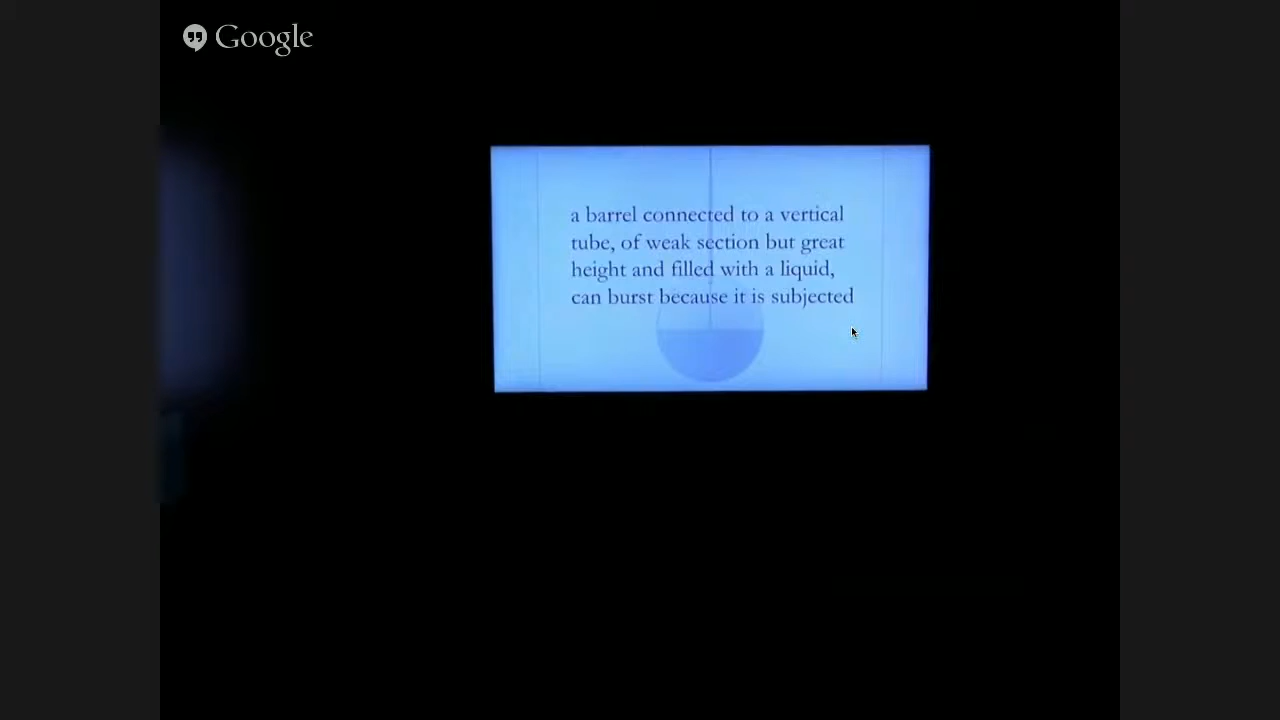 Google
a barrel connected to a vertical
tube, of weak section but great
height and filled with a liquid,
can burst because it is subjected